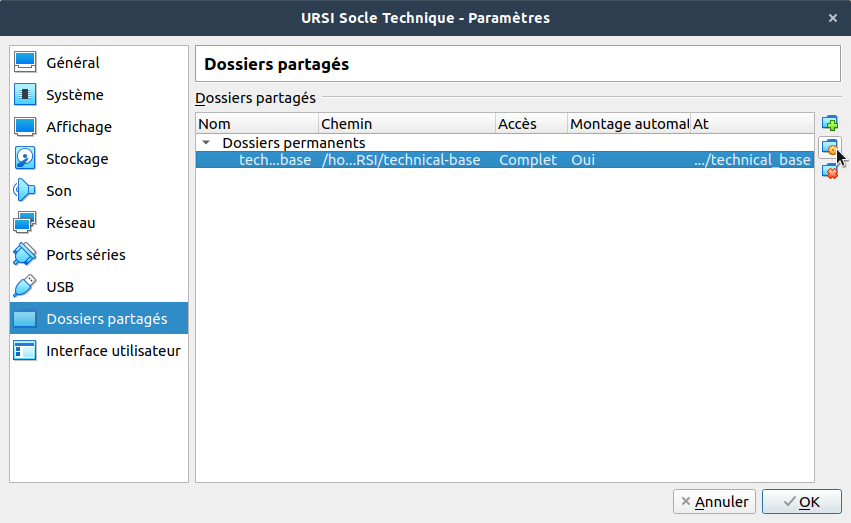 URSI Socle Technique - Paramètres
Général
Système
Affichage
Stockage
Son
Réseau
Ports séries
USB
Dossiers partagés
Interface utilisateur
Dossiers partagés
Dossiers partagés
Nom Chemin Accès Montage automat At
Dossiers permanents
tech...base /ho...RSI/technical-base Complet Oui .../technical_base
Annuler OK